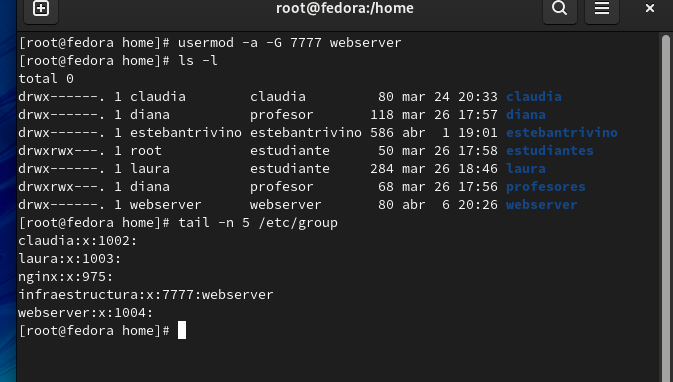 root@fedora:/home
[root@fedora home]# usermod -a -G 7777 webserver
[root@fedora home]# ls -l
total 0
drwx------. 1 claudia        claudia         80 mar 24 20:33 claudia
drwx------. 1 diana          profesor       118 mar 26 17:57 diana
drwx------. 1 estebantrivino estebantrivino 586 abr  1 19:01 estebantrivino
drwxrwx---. 1 root           estudiante      50 mar 26 17:58 estudiantes
drwx------. 1 laura          estudiante     284 mar 26 18:46 laura
drwxrwx---. 1 diana          profesor        68 mar 26 17:56 profesores
drwx------. 1 webserver      webserver       80 abr  6 20:26 webserver
[root@fedora home]# tail -n 5 /etc/group
claudia:x:1002:
laura:x:1003:
nginx:x:975:
infraestructura:x:7777:webserver
webserver:x:1004:
[root@fedora home]#